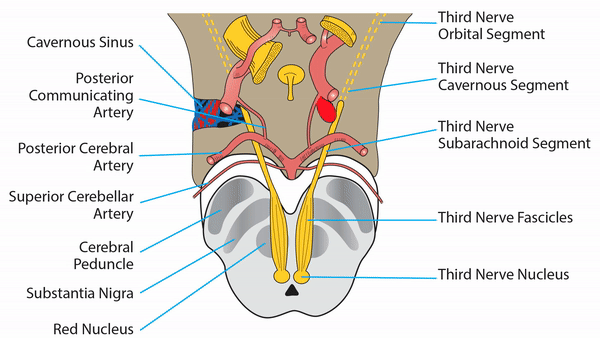 Cavernous Sinus
Posterior
Communicating
Artery
Posterior Cerebral
Artery
Superior Cerebellar
Artery
Cerebral
Peduncle
Substantia Nigra
Red Nucleus
Third Nerve
Orbital Segment
Third Nerve
Cavernous Segment
Third Nerve
Subarachnoid Segment
Third Nerve Fascicles
Third Nerve Nucleus